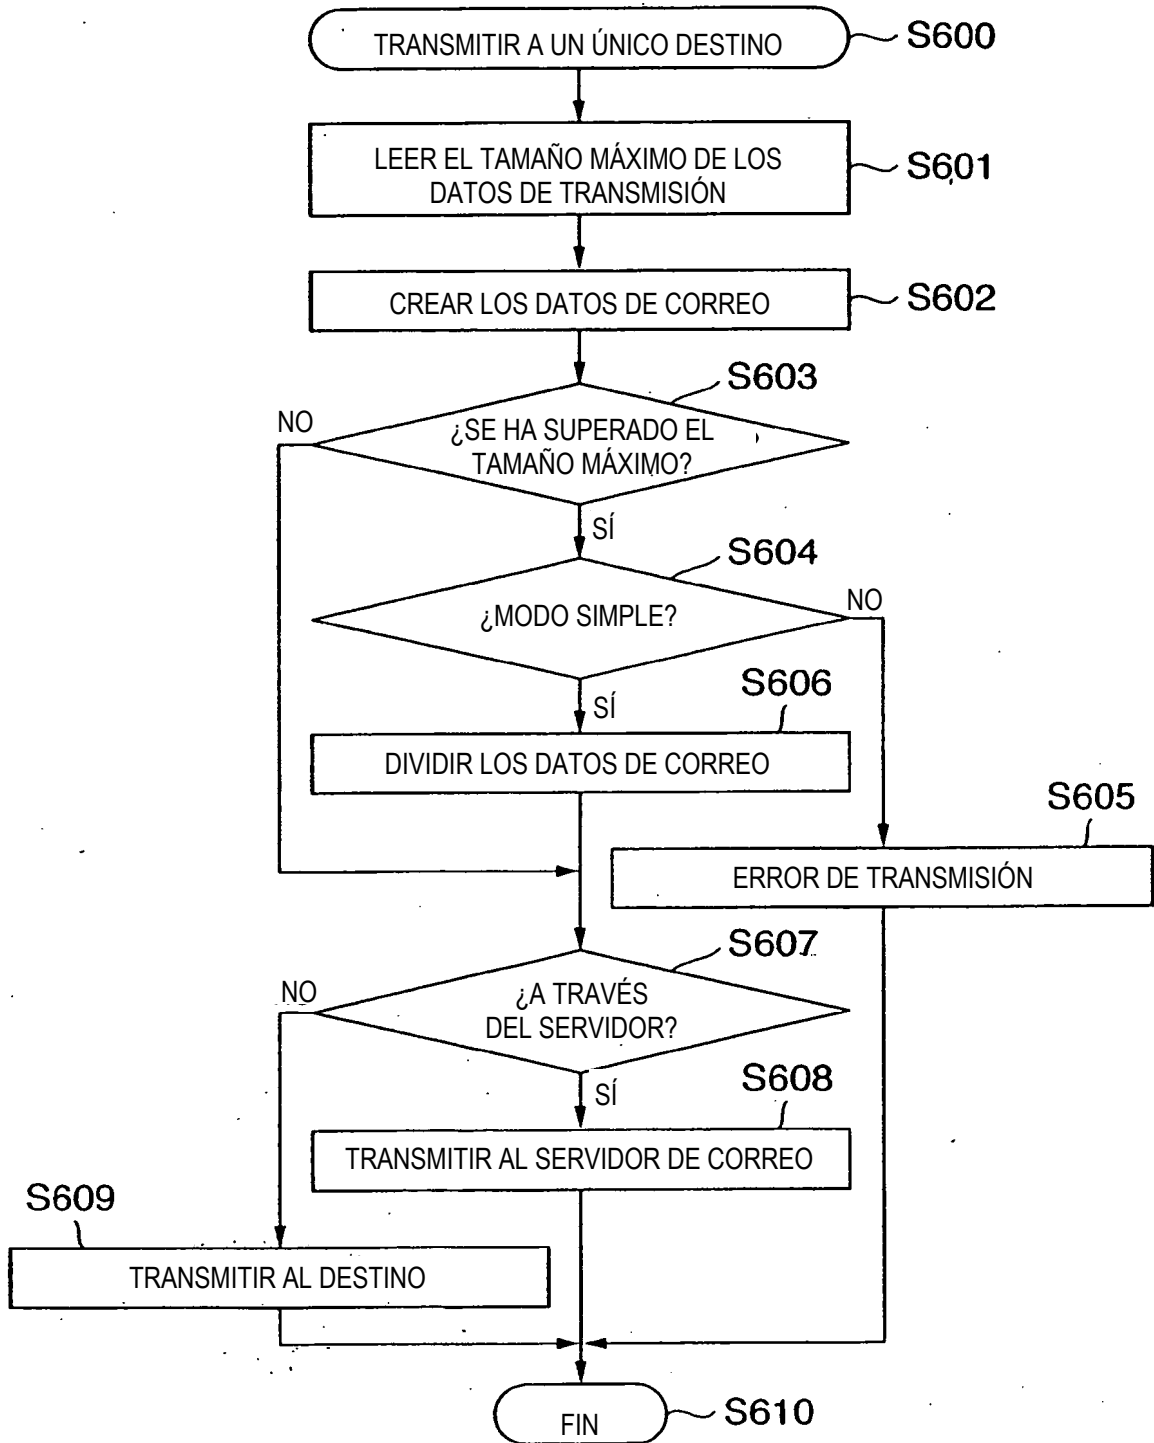 TRANSMITIR A UN ÚNICO DESTINO
S600
LEER EL TAMAÑO MÁXIMO DE LOS
DATOS DE TRANSMISIÓN
S601
CREAR LOS DATOS DE CORREO
S602
S603
NO
¿SE HA SUPERADO EL
TAMAÑO MÁXIMO?
SÍ
S604
NO
¿MODO SIMPLE?
SÍ
S606
DIVIDIR LOS DATOS DE CORREO
S605
ERROR DE TRANSMISIÓN
S607
NO
¿A TRAVÉS
DEL SERVIDOR?
SÍ
S608
TRANSMITIR AL SERVIDOR DE CORREO
S609
TRANSMITIR AL DESTINO
FIN
S610